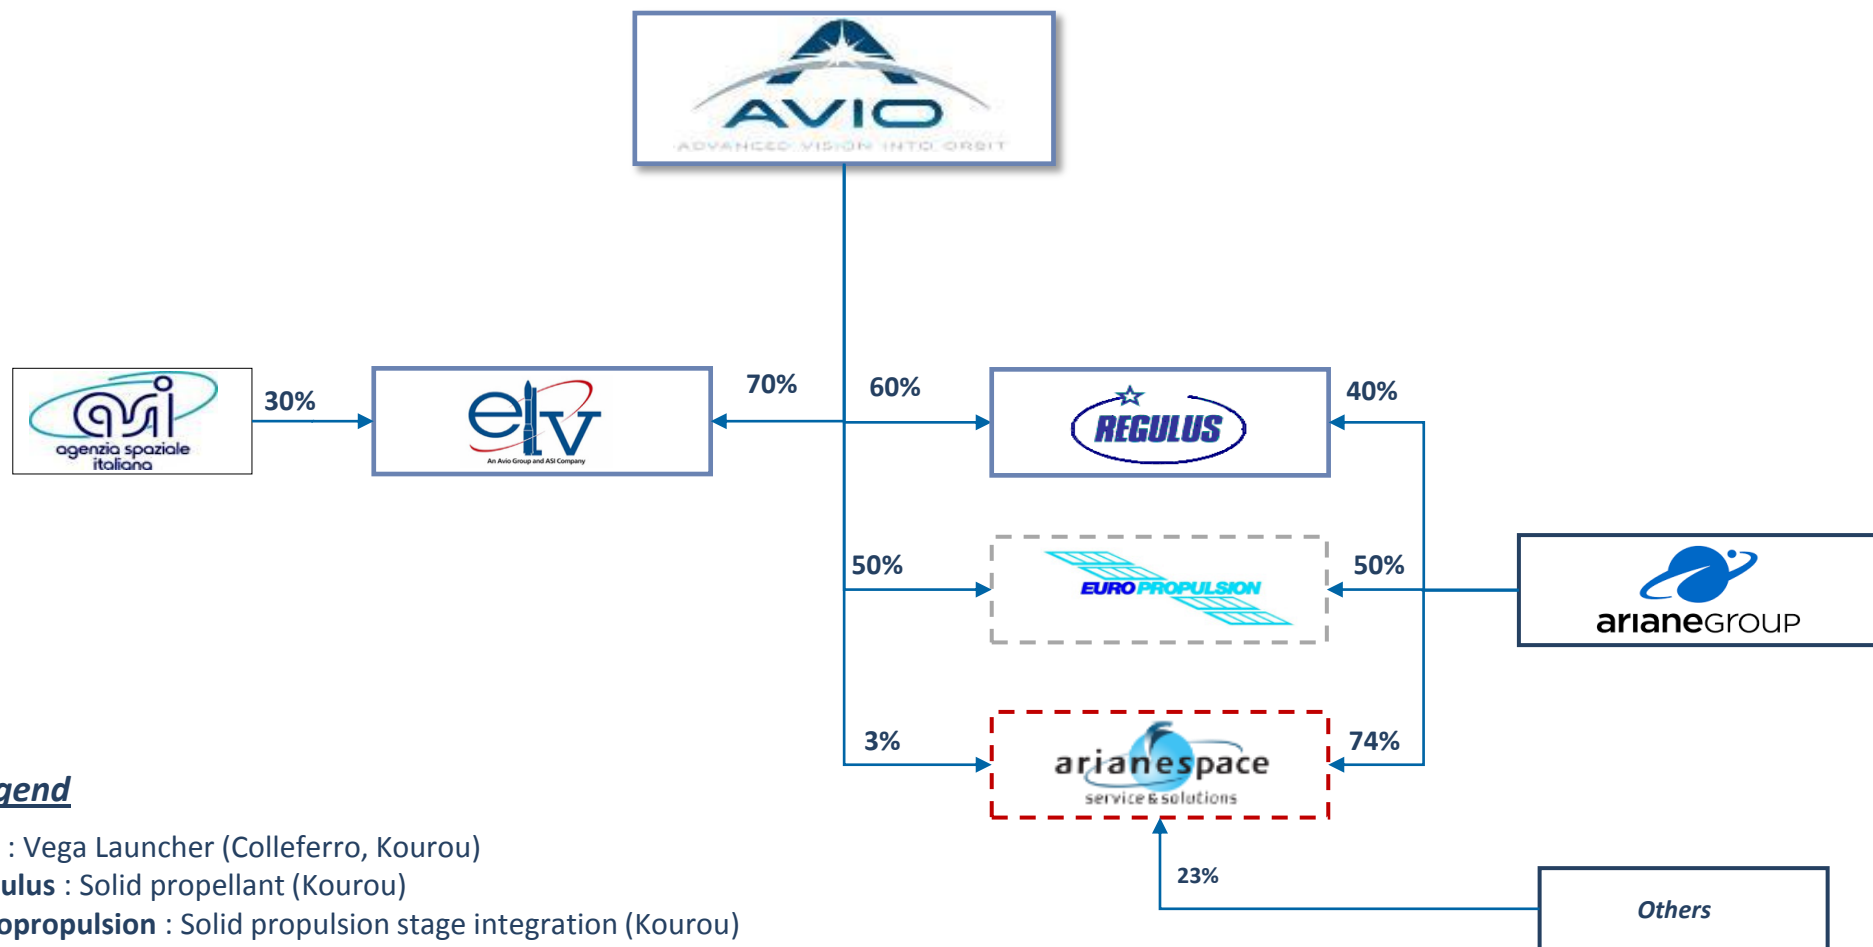 AVIO
ADVANCED VISION INTO ORBIT
asi
agenzia spaziale
italiana
30%
elv
An Avio Group and ASI Company
70%
60%
REGULUS
40%
50%
EUROPROPULSION
50%
arianeGROUP
3%
arianespace
service & solutions
74%
23%
Others
gend
: Vega Launcher (Colleferro, Kourou)
ulus : Solid propellant (Kourou)
opropulsion : Solid propulsion stage integration (Kourou)